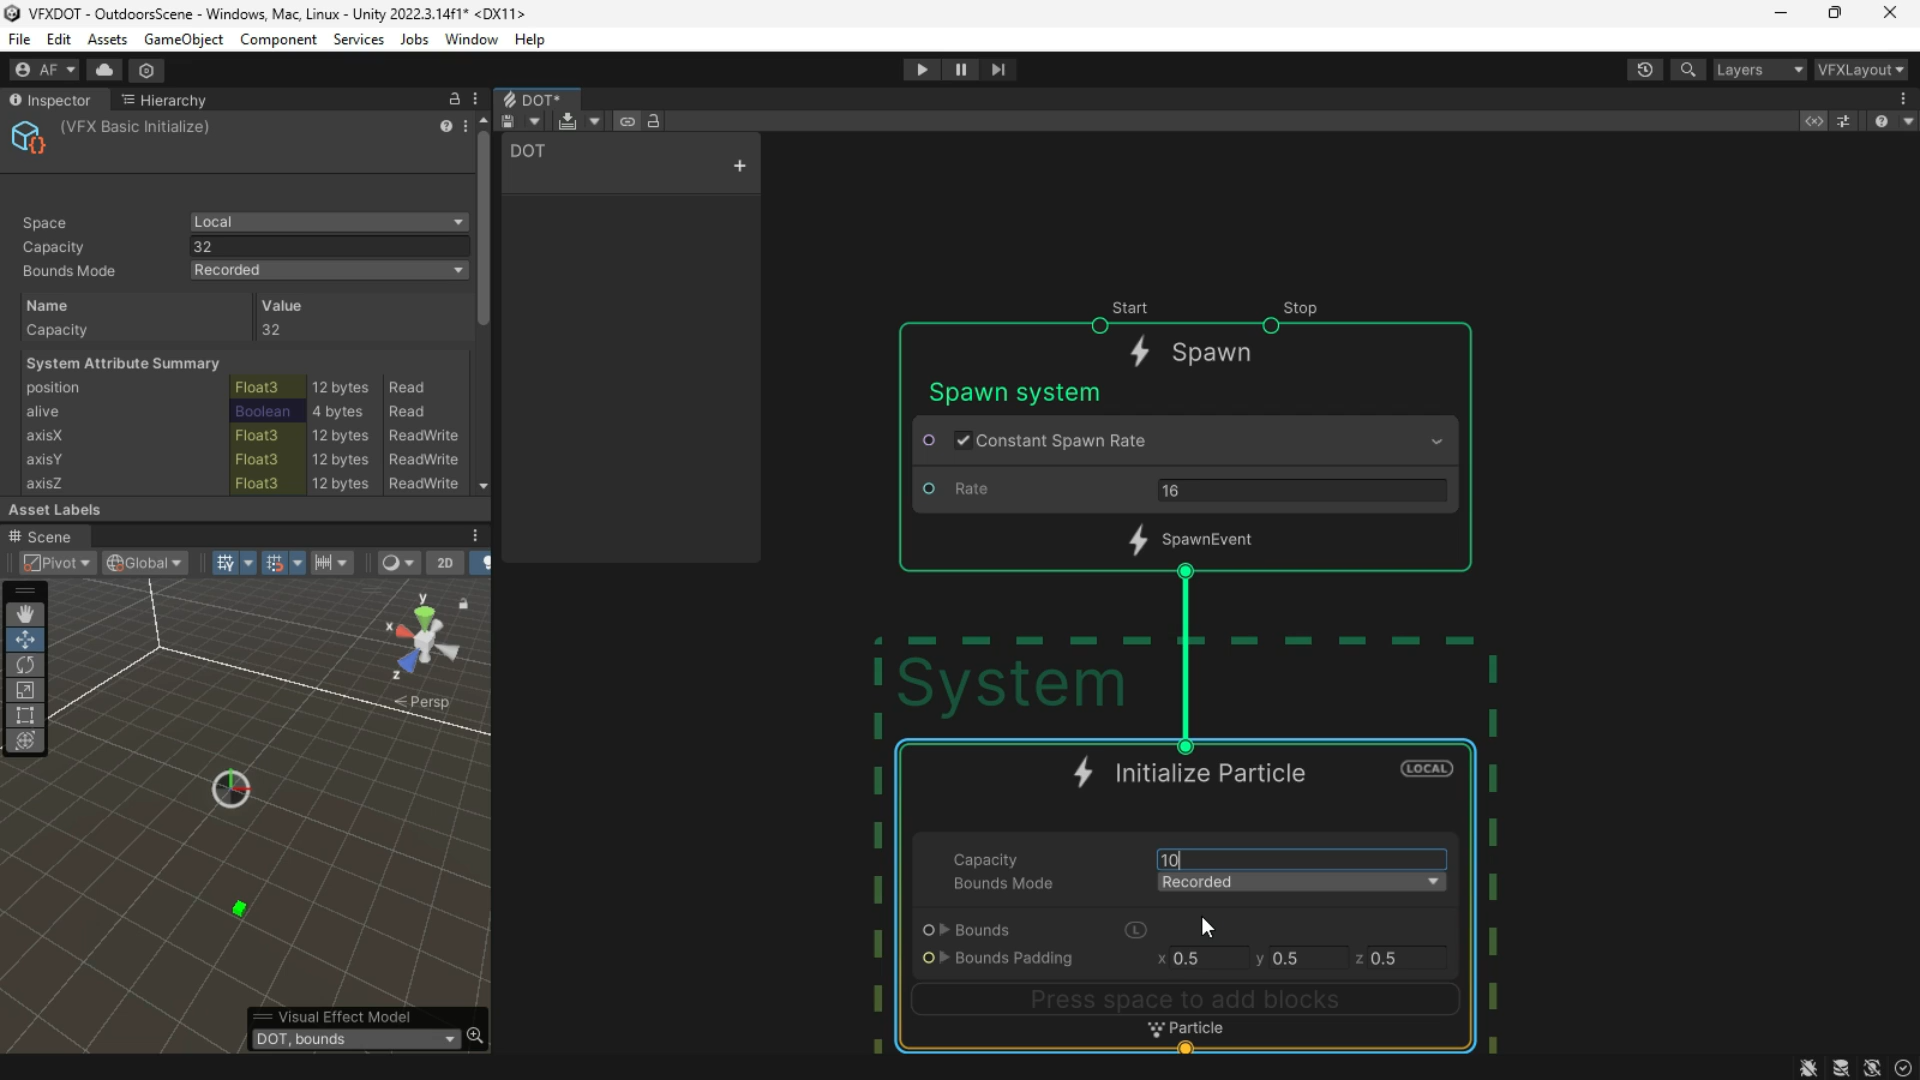 VFXDOT - OutdoorsScene - Windows, Mac, Linux - Unity 2022.3.14f1* <DX11>
File Edit Assets GameObject Component Services Jobs Window Help
AF Layers VFXLayout
Inspector Hierarchy
(VFX Basic Initialize)
Space Local
Capacity 32
Bounds Mode Recorded
Name Value
Capacity 32
System Attribute Summary
position Float3 12 bytes Read
alive Boolean 4 bytes Read
axisX Float3 12 bytes ReadWrite
axisY Float3 12 bytes ReadWrite
axisZ Float3 12 bytes ReadWrite
Asset Labels
Scene
Pivot Global 2D
y
x
z
Persp
Visual Effect Model
DOT, bounds
DOT*
DOT
+
Start Stop
Spawn
Spawn system
Constant Spawn Rate
Rate 16
SpawnEvent
System
Initialize Particle LOCAL
Capacity 10
Bounds Mode Recorded
Bounds L
Bounds Padding x 0.5 y 0.5 z 0.5
Press space to add blocks
Particle